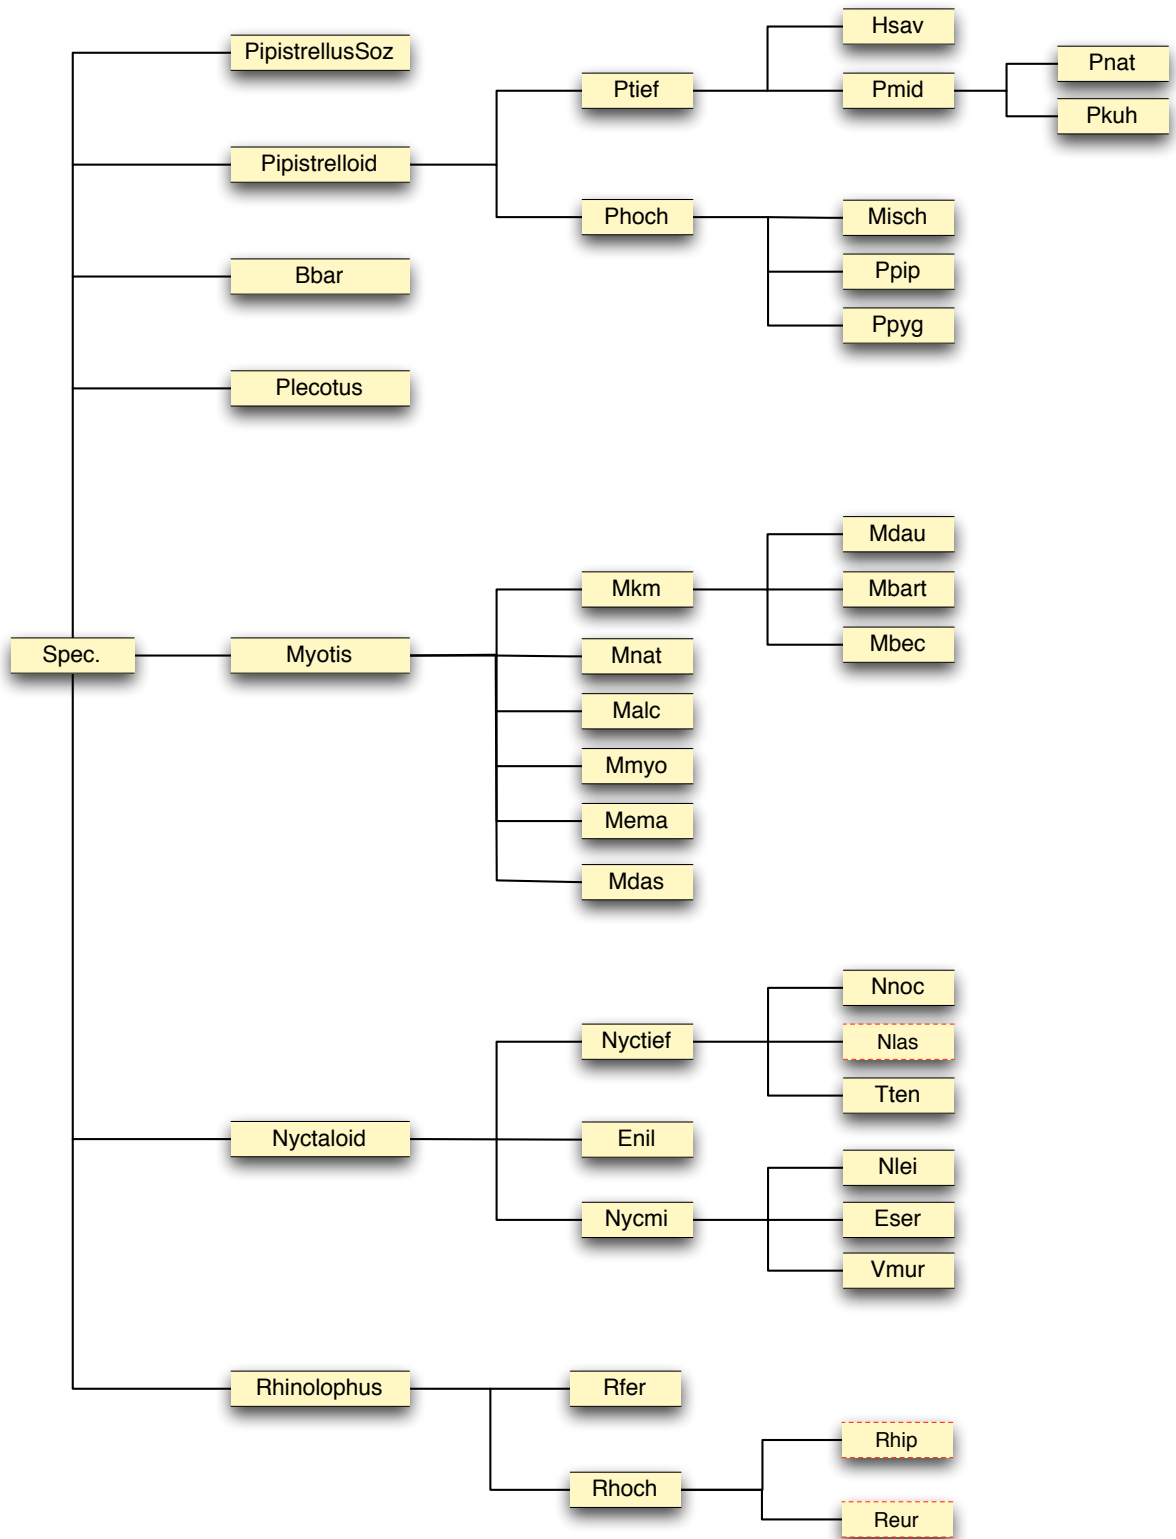 Hsav
PipistrellusSoz
Pnat
Ptief
Pmid
Pkuh
Pipistrelloid
Phoch
Misch
Ppip
Bbar
Ppyg
Plecotus
Mdau
Mkm
Mbart
Mbec
Spec.
Myotis
Mnat
Malc
Mmyo
Mema
Mdas
Nnoc
Nyctief
Nlas
Tten
Nyctaloid
Enil
Nlei
Nycmi
Eser
Vmur
Rhinolophus
Rfer
Rhip
Rhoch
Reur